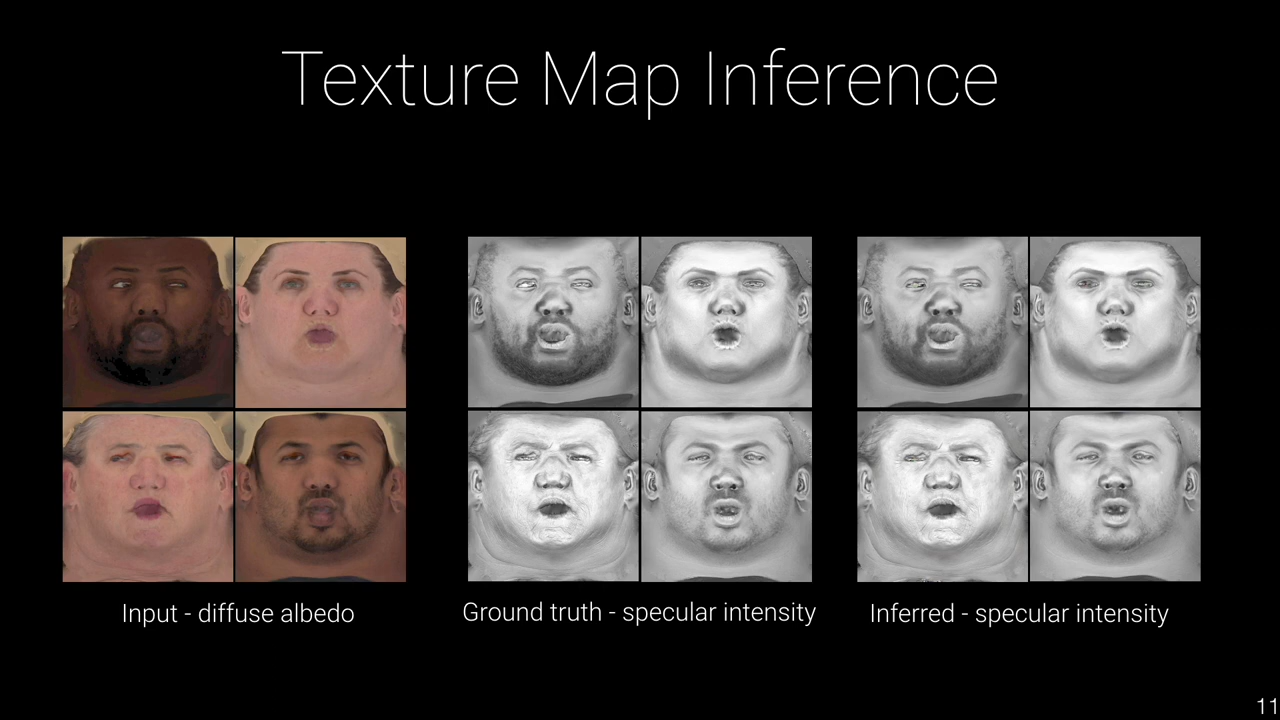 Texture Map Inference
Input - diffuse albedo
Ground truth - specular intensity
Inferred - specular intensity
11